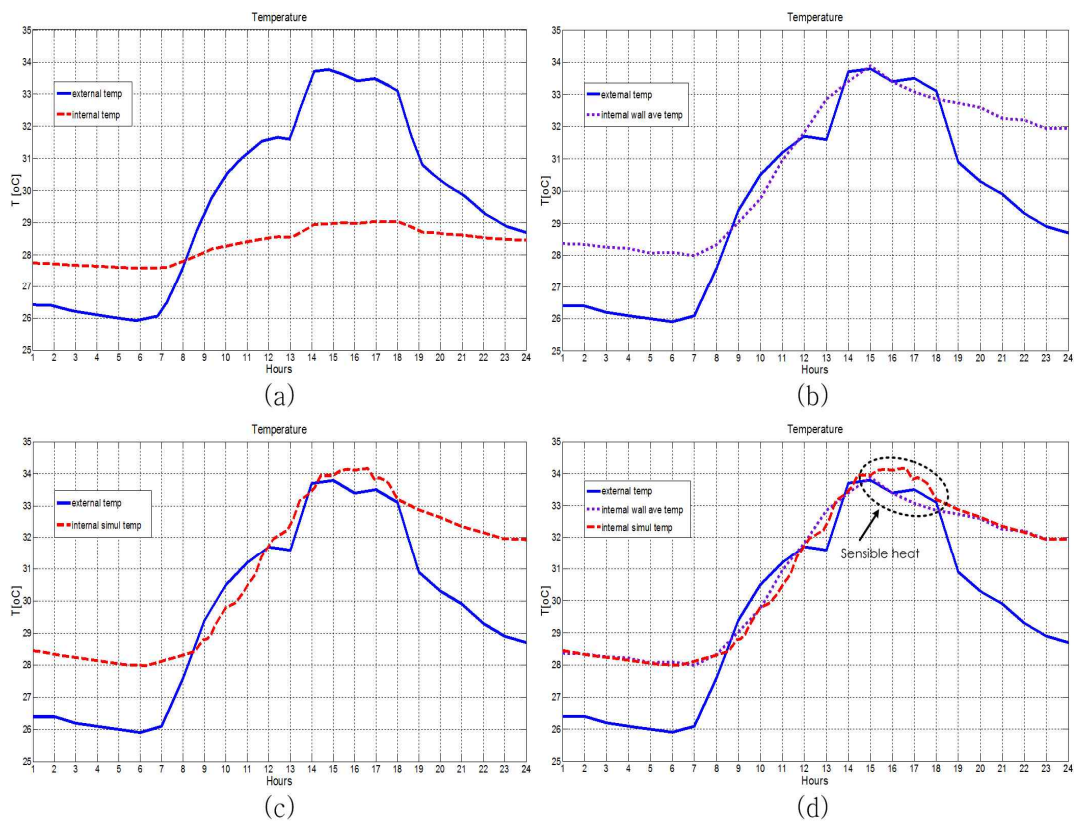 Temperature
35
34
33
32
31
30
29
28
27
26
25
T [oC]
external temp
internal temp
1 2 3 4 5 6 7 8 9 10 11 12 13 14 15 16 17 18 19 20 21 22 23 24
Hours
(a)
Temperature
35
34
33
32
31
30
29
28
27
26
25
T[oC]
external temp
internal wall ave temp
1 2 3 4 5 6 7 8 9 10 11 12 13 14 15 16 17 18 19 20 21 22 23 24
Hours
(b)
Temperature
35
34
33
32
31
30
29
28
27
26
25
T[oC]
external temp
internal simul temp
1 2 3 4 5 6 7 8 9 10 11 12 13 14 15 16 17 18 19 20 21 22 23 24
Hours
(c)
Temperature
35
34
33
32
31
30
29
28
27
26
25
T[oC]
external temp
internal wall ave temp
internal simul temp
Sensible heat
1 2 3 4 5 6 7 8 9 10 11 12 13 14 15 16 17 18 19 20 21 22 23 24
Hours
(d)